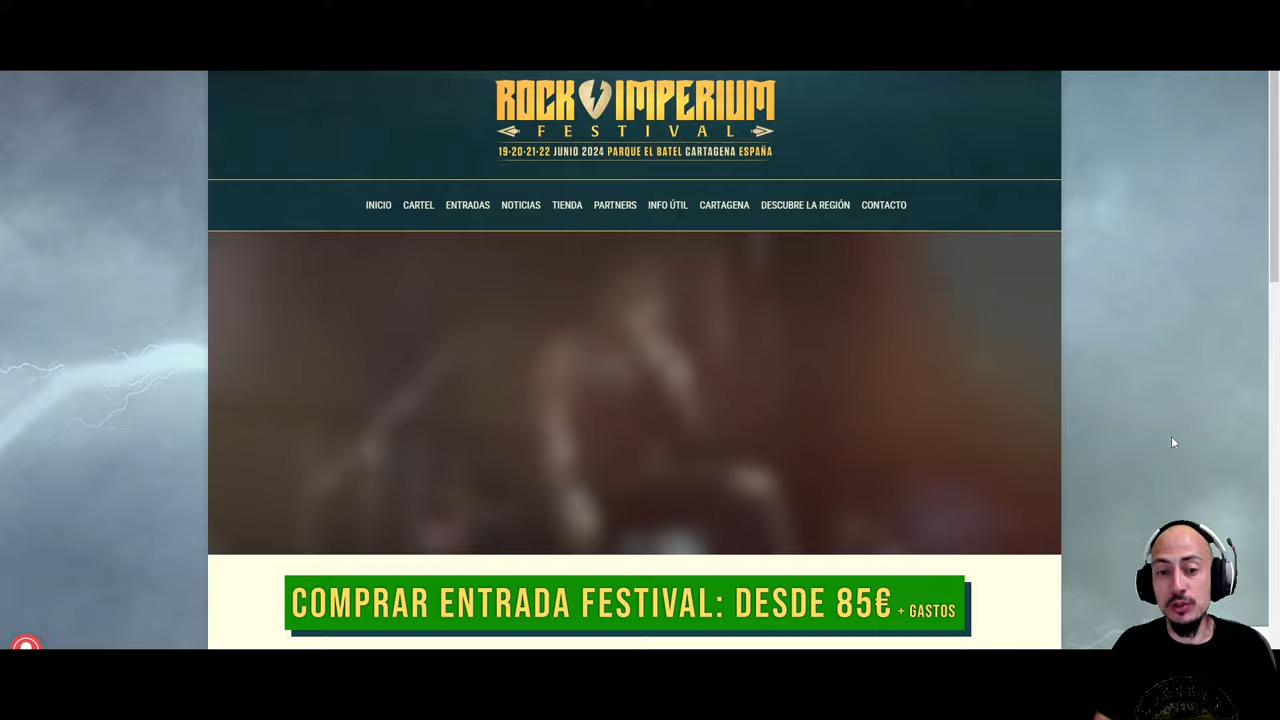 ROCK IMPERIUM
FESTIVAL
19·20·21·22 JUNIO 2024 PARQUE EL BATEL CARTAGENA ESPAÑA
INICIO CARTEL ENTRADAS NOTICIAS TIENDA PARTNERS INFO ÚTIL CARTAGENA DESCUBRE LA REGIÓN CONTACTO
COMPRAR ENTRADA FESTIVAL: DESDE 85€ + GASTOS